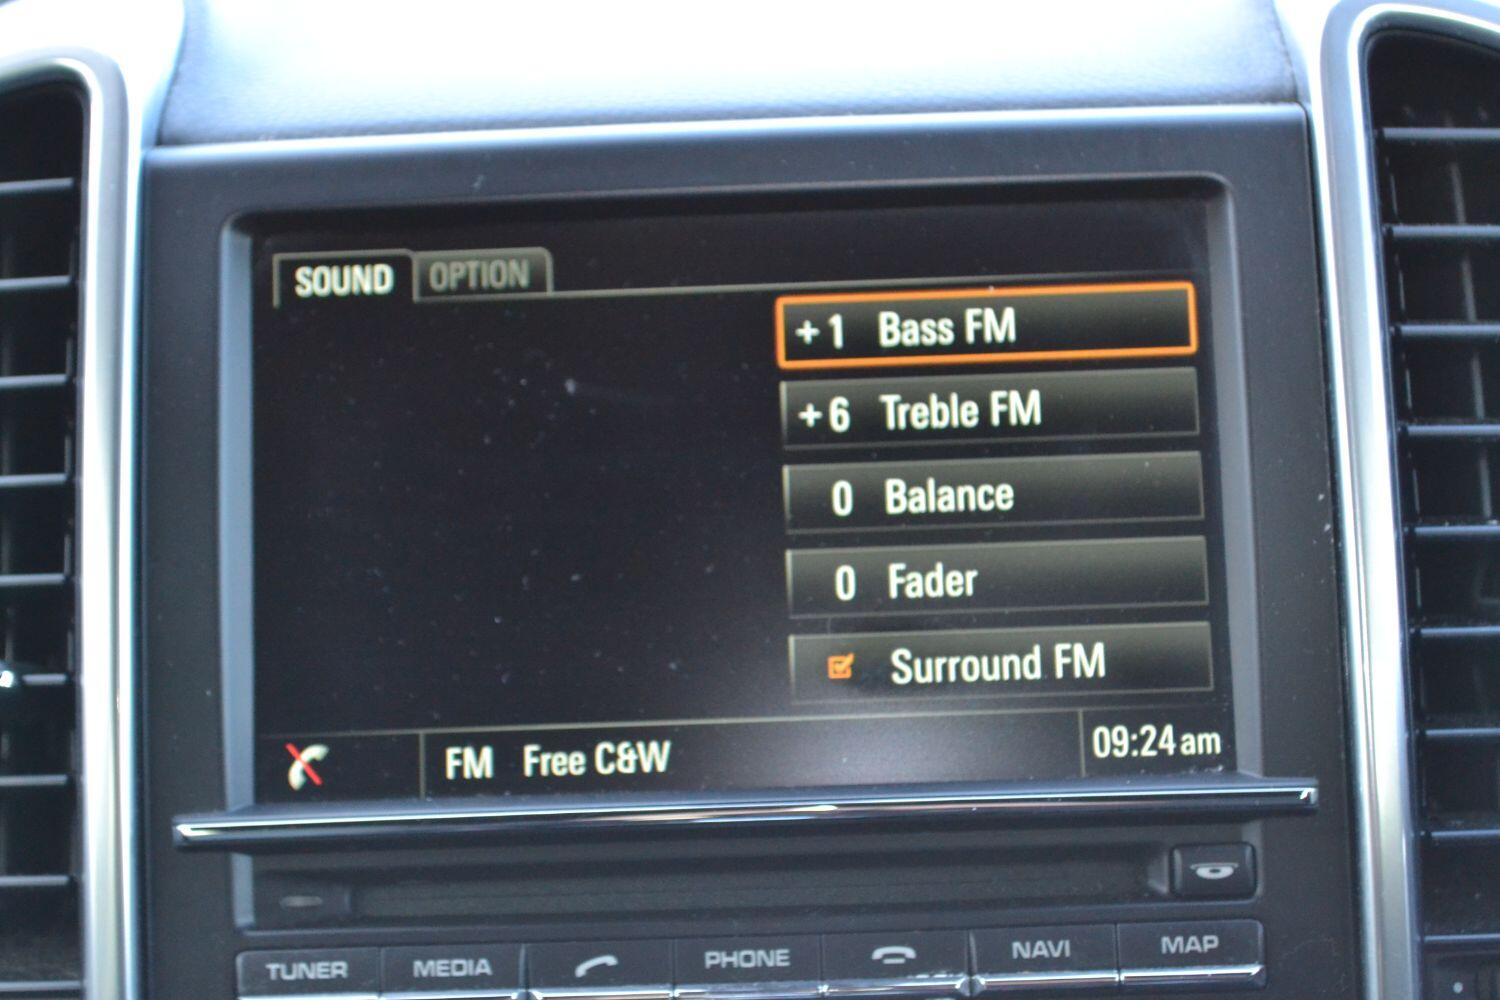 SOUND OPTION
+1 Bass FM
+6 Treble FM
0 Balance
0 Fader
Surround FM
FM Free C&W 09:24 am
TUNER MEDIA PHONE NAVI MAP